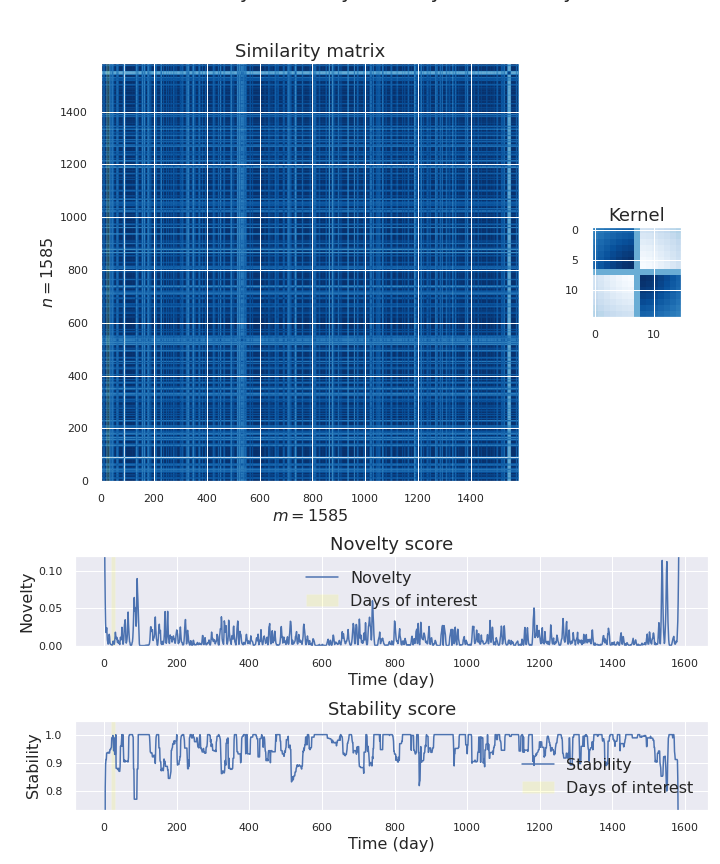 Similarity matrix
1400
1200
1000
800
600
400
200
0
n = 1585
0 200 400 600 800 1000 1200 1400
m = 1585
Kernel
0
5
10
0 10
Novelty score
0.10
0.05
0.00
Novelty
Novelty
Days of interest
0 200 400 600 800 1000 1200 1400 1600
Time (day)
Stability score
1.0
0.9
0.8
Stability
Stability
Days of interest
0 200 400 600 800 1000 1200 1400 1600
Time (day)